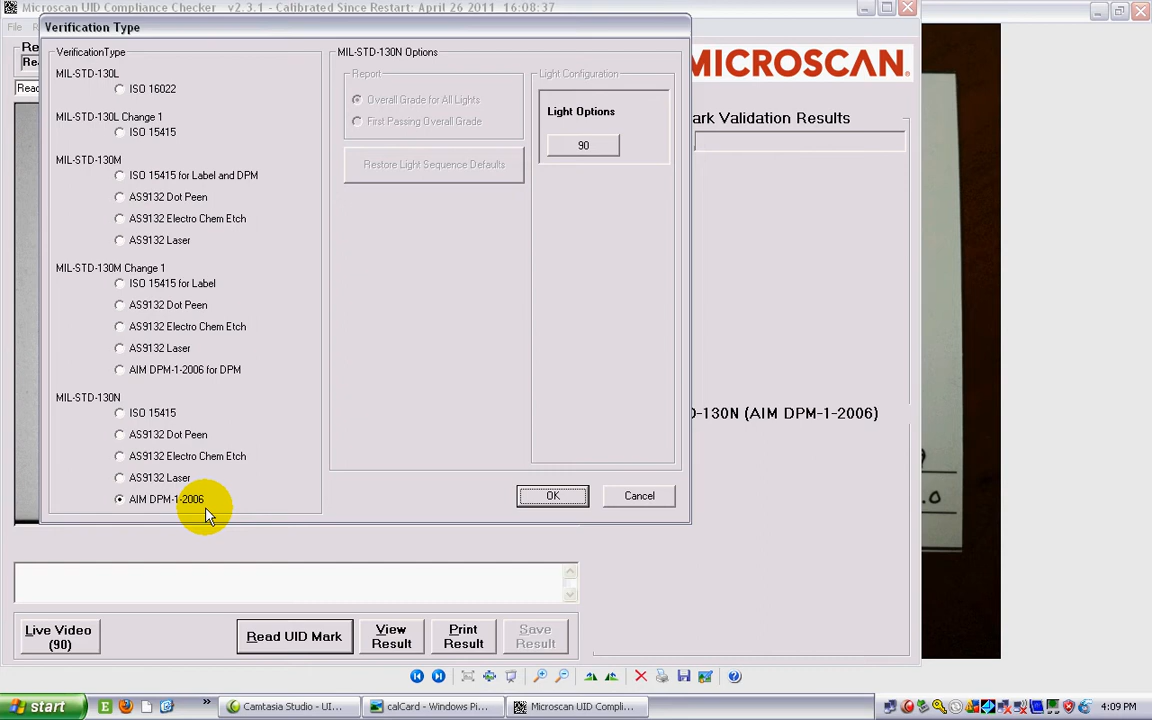 Microscan UID Compliance Checker v2.3.1 - Calibrated Since Restart: April 26 2011 16:08:37
Verification Type
File
VerificationType
MIL-STD-130L
ISO 16022
MIL-STD-130L Change 1
ISO 15415
MIL-STD-130M
ISO 15415 for Label and DPM
AS9132 Dot Peen
AS9132 Electro Chem Etch
AS9132 Laser
MIL-STD-130M Change 1
ISO 15415 for Label
AS9132 Dot Peen
AS9132 Electro Chem Etch
AS9132 Laser
AIM DPM-1-2006 for DPM
MIL-STD-130N
ISO 15415
AS9132 Dot Peen
AS9132 Electro Chem Etch
AS9132 Laser
AIM DPM-1-2006
MIL-STD-130N Options
Report
Overall Grade for All Lights
First Passing Overall Grade
Restore Light Sequence Defaults
Light Configuration
Light Options
90
OK
Cancel
MICROSCAN.
ark Validation Results
D-130N (AIM DPM-1-2006)
.0
Live Video
(90)
Read UID Mark
View
Result
Print
Result
Save
Result
start
Camtasia Studio - UI...
calCard - Windows Pi...
Microscan UID Compli...
4:09 PM